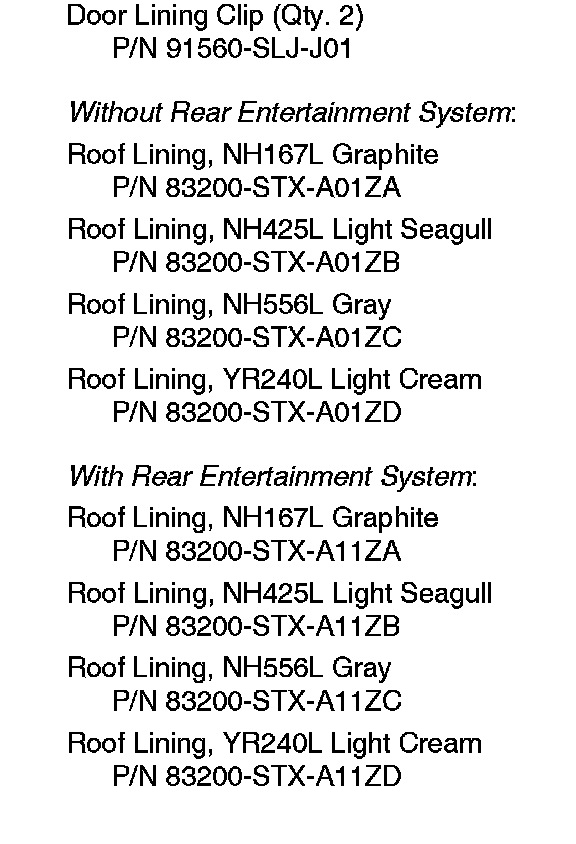 Door Lining Clip (Qty. 2)
P/N 91560-SLJ-J01
Without Rear Entertainment System:
Roof Lining, NH167L Graphite
P/N 83200-STX-A01ZA
Roof Lining, NH425L Light Seagull
P/N 83200-STX-A01ZB
Roof Lining, NH556L Gray
P/N 83200-STX-A01ZC
Roof Lining, YR240L Light Cream
P/N 83200-STX-A01ZD
With Rear Entertainment System:
Roof Lining, NH167L Graphite
P/N 83200-STX-A11ZA
Roof Lining, NH425L Light Seagull
P/N 83200-STX-A11ZB
Roof Lining, NH556L Gray
P/N 83200-STX-A11ZC
Roof Lining, YR240L Light Cream
P/N 83200-STX-A11ZD